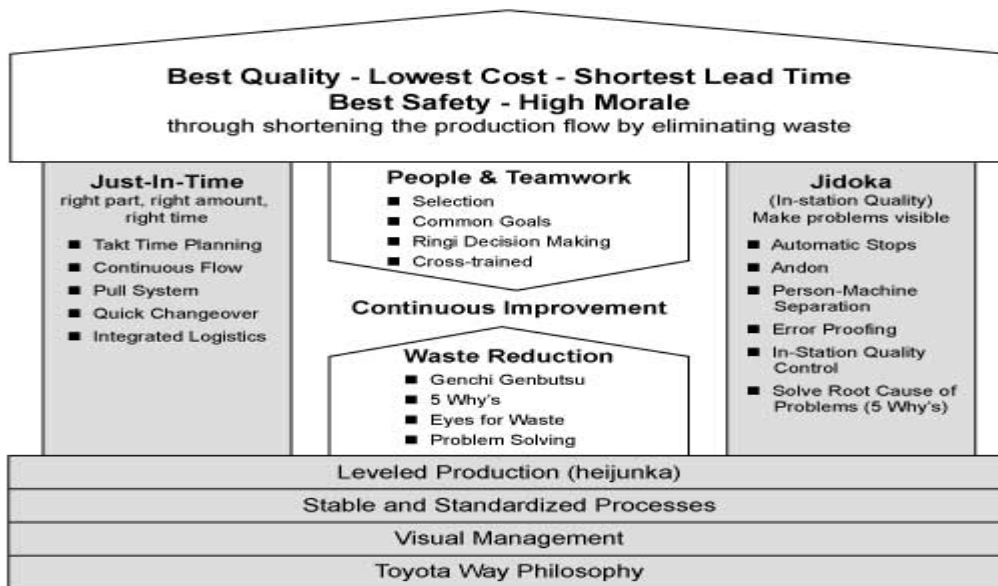 Best Quality - Lowest Cost - Shortest Lead Time
Best Safety - High Morale
through shortening the production flow by eliminating waste
Just-In-Time
right part, right amount,
right time
Takt Time Planning
Continuous Flow
Pull System
Quick Changeover
Integrated Logistics
People & Teamwork
Selection
Common Goals
Ringi Decision Making
Cross-trained
Continuous Improvement
Waste Reduction
Genchi Genbutsu
5 Why's
Eyes for Waste
Problem Solving
Jidoka
(In-station Quality)
Make problems visible
Automatic Stops
Andon
Person-Machine
Separation
Error Proofing
In-Station Quality
Control
Solve Root Cause of
Problems (5 Why's)
Leveled Production (heijunka)
Stable and Standardized Processes
Visual Management
Toyota Way Philosophy